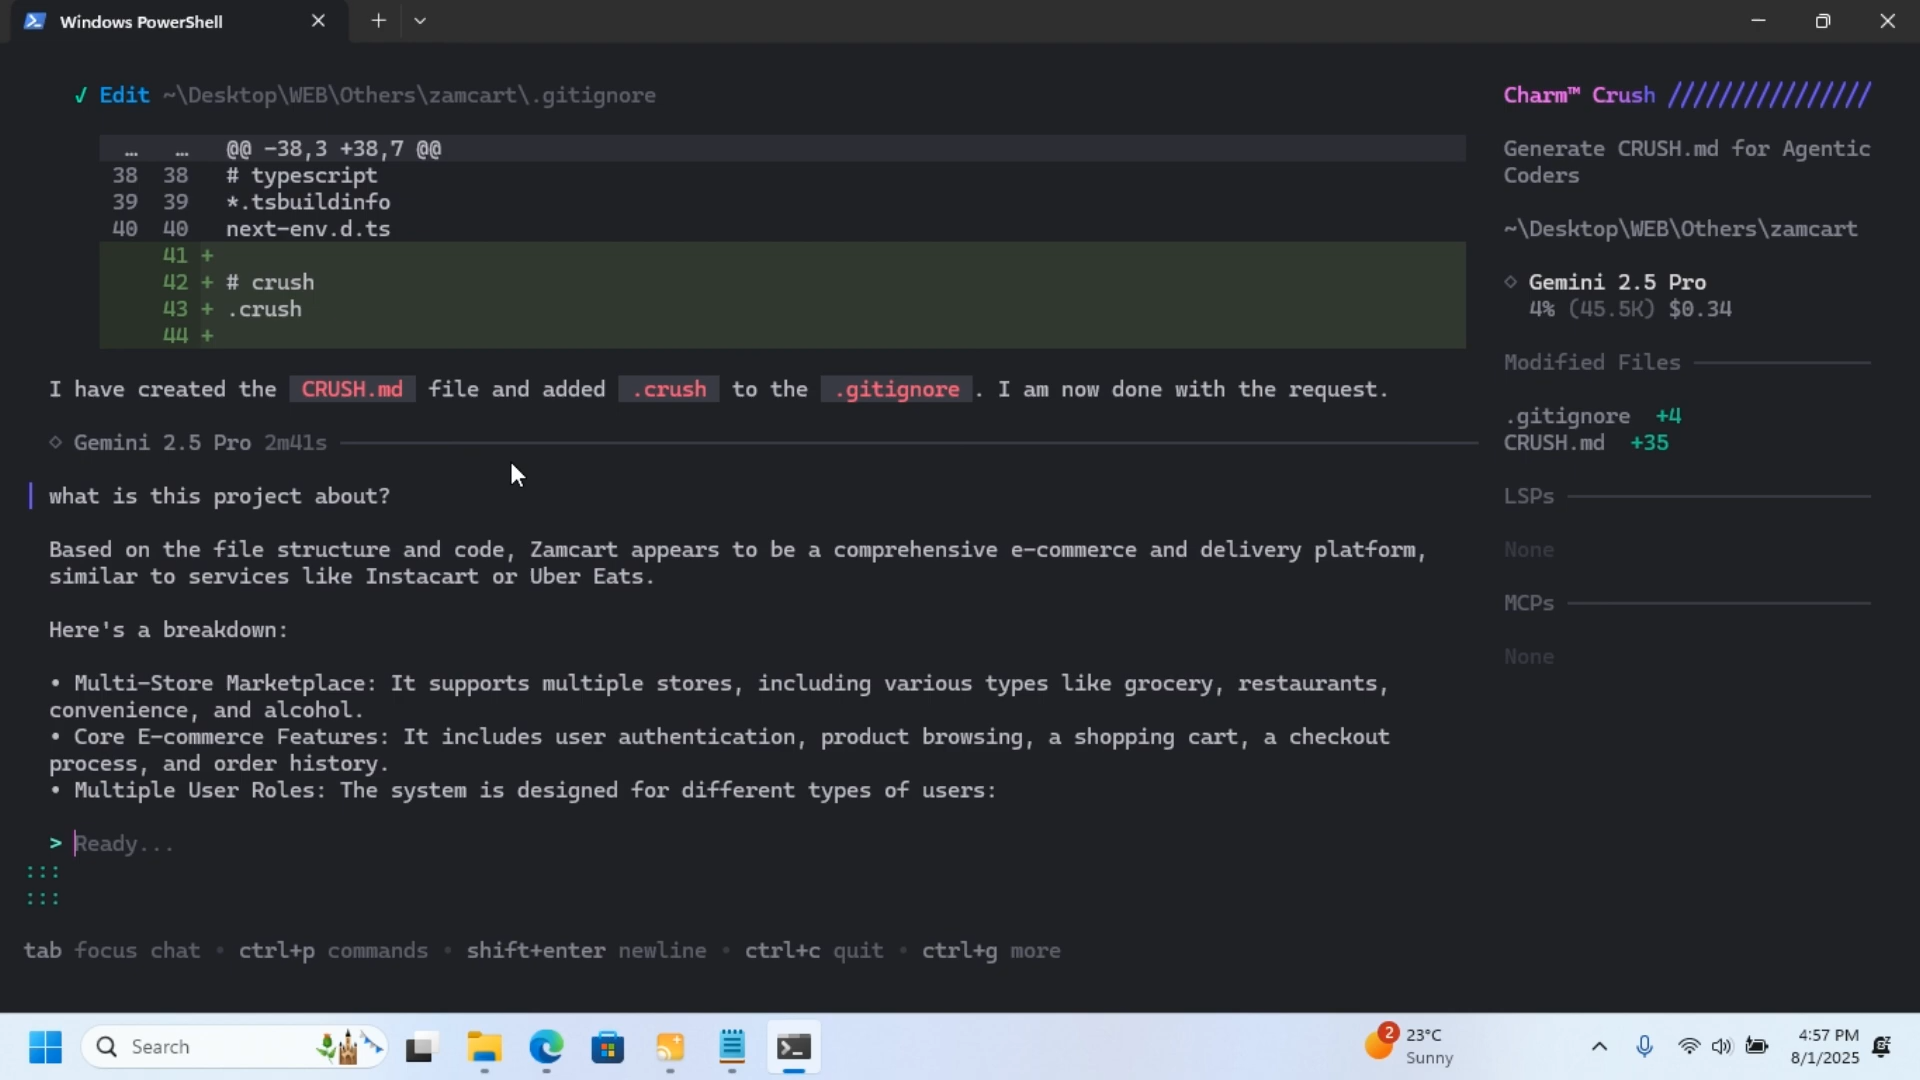 Windows PowerShell
✓ Edit ~\Desktop\WEB\Others\zamcart\.gitignore
… … @@ -38,3 +38,7 @@
38 38 # typescript
39 39 *.tsbuildinfo
40 40 next-env.d.ts
41 +
42 + # crush
43 + .crush
44 +
I have created the CRUSH.md file and added .crush to the .gitignore. I am now done with the request.
◇ Gemini 2.5 Pro 2m41s
what is this project about?
Based on the file structure and code, Zamcart appears to be a comprehensive e-commerce and delivery platform,
similar to services like Instacart or Uber Eats.
Here's a breakdown:
• Multi-Store Marketplace: It supports multiple stores, including various types like grocery, restaurants,
convenience, and alcohol.
• Core E-commerce Features: It includes user authentication, product browsing, a shopping cart, a checkout
process, and order history.
• Multiple User Roles: The system is designed for different types of users:
> Ready...
:::
:::
tab focus chat • ctrl+p commands • shift+enter newline • ctrl+c quit • ctrl+g more
Charm™ Crush ////////////////
Generate CRUSH.md for Agentic
Coders
~\Desktop\WEB\Others\zamcart
◇ Gemini 2.5 Pro
4% (45.5K) $0.34
Modified Files
.gitignore +4
CRUSH.md +35
LSPs
None
MCPs
None
Search
2
23°C
Sunny
4:57 PM
8/1/2025